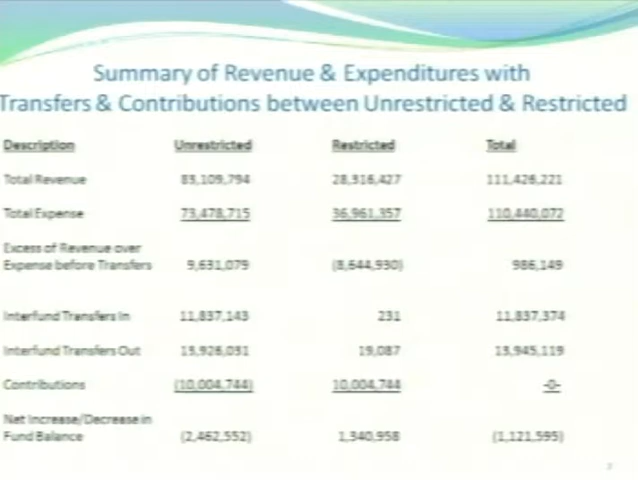 Summary of Revenue & Expenditures with
Transfers & Contributions between Unrestricted & Restricted
Description Unrestricted Restricted Total
Total Revenue 83,109,794 28,316,427 111,426,221
Total Expense 73,478,715 36,961,357 110,440,072
Excess of Revenue over
Expense before Transfers 9,631,079 (8,644,930) 986,149
Interfund Transfers In 11,837,143 231 11,837,374
Interfund Transfers Out 13,926,031 19,087 13,945,119
Contributions (10,004,744) 10,004,744 -0-
Net Increase/Decrease in
Fund Balance (2,462,552) 1,340,958 (1,121,595)